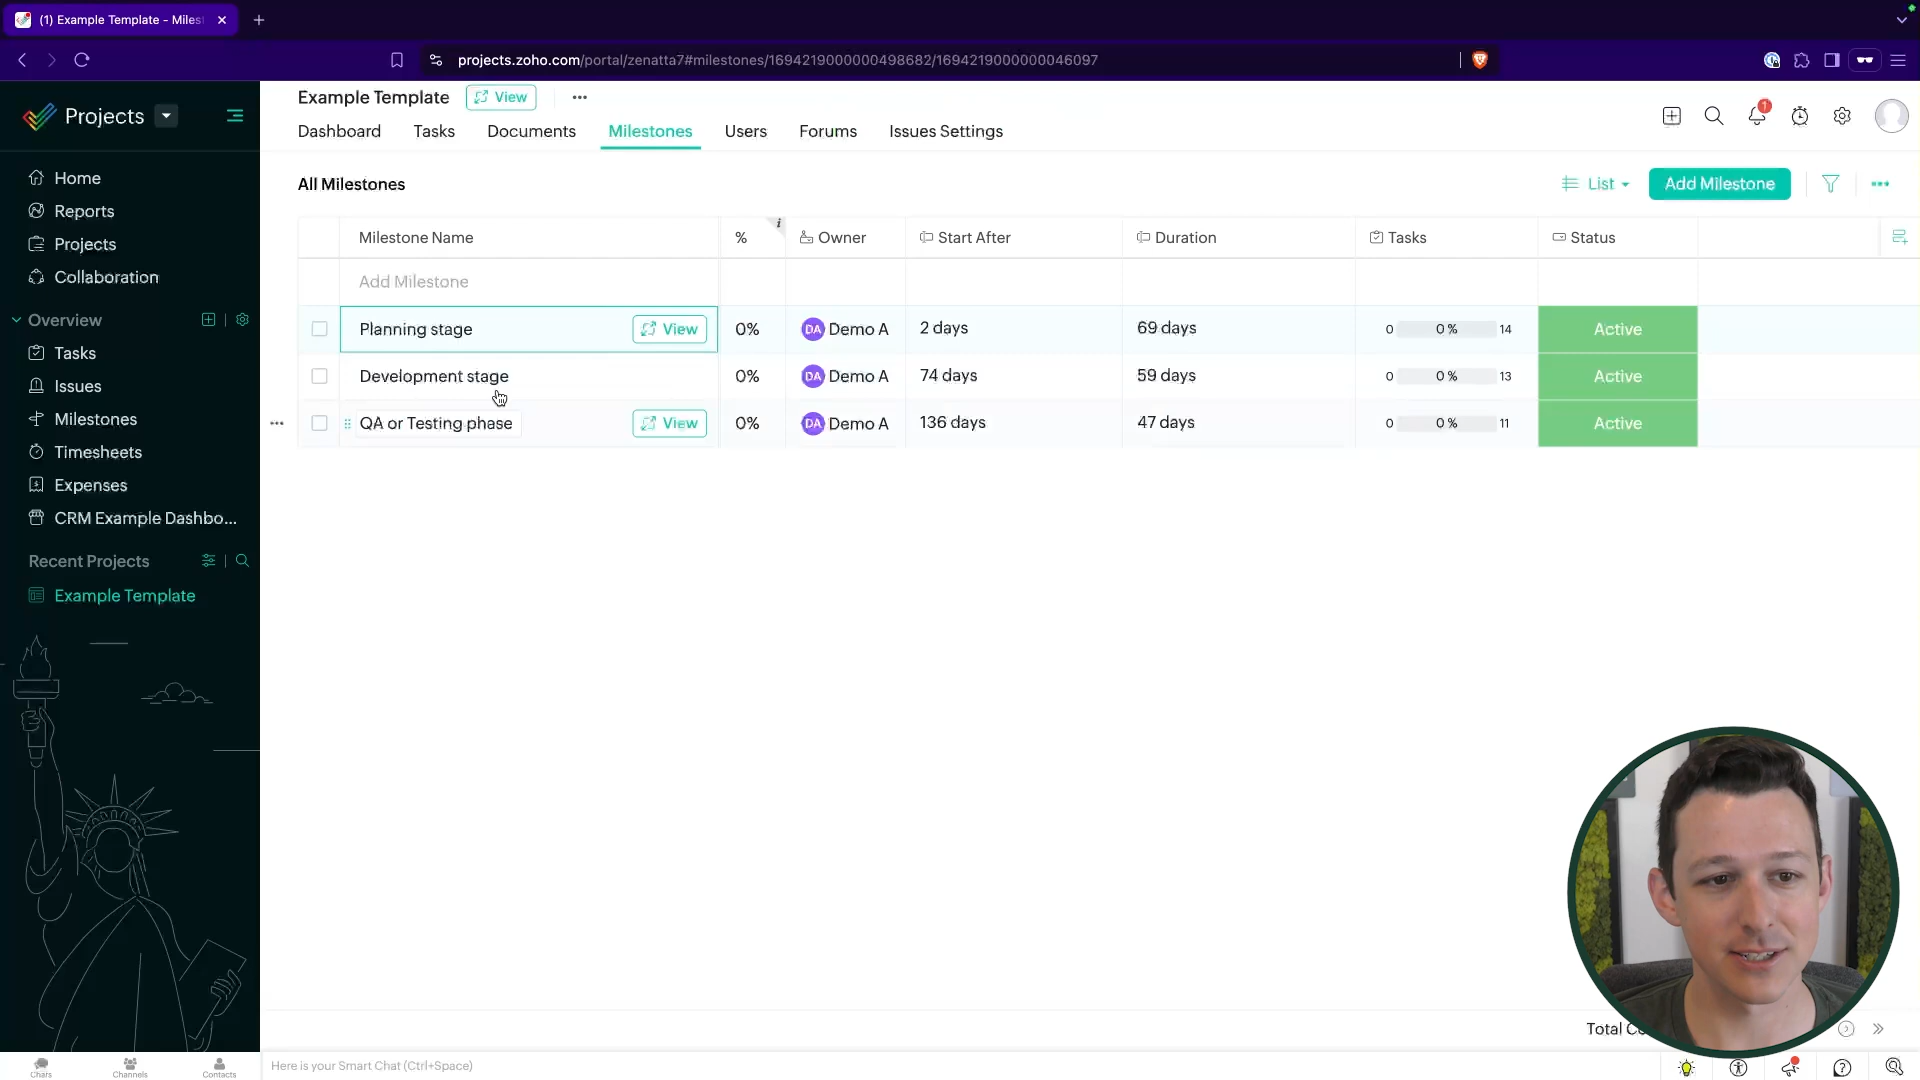 (1) Example Template - Miles
projects.zoho.com/portal/zenatta7#milestones/1694219000000498682/1694219000000046097
Projects
Home
Reports
Projects
Collaboration
Overview
Tasks
Issues
Milestones
Timesheets
Expenses
CRM Example Dashbo...
Recent Projects
Example Template
Chats
Channels
Contacts
Example Template
View
Dashboard
Tasks
Documents
Milestones
Users
Forums
Issues Settings
1
All Milestones
List
Add Milestone
Milestone Name % i Owner Start After Duration Tasks Status
Add Milestone
Planning stage View 0% DA Demo A 2 days 69 days 0 0 % 14 Active
Development stage 0% DA Demo A 74 days 59 days 0 0 % 13 Active
QA or Testing phase View 0% DA Demo A 136 days 47 days 0 0 % 11 Active
Total
Here is your Smart Chat (Ctrl+Space)